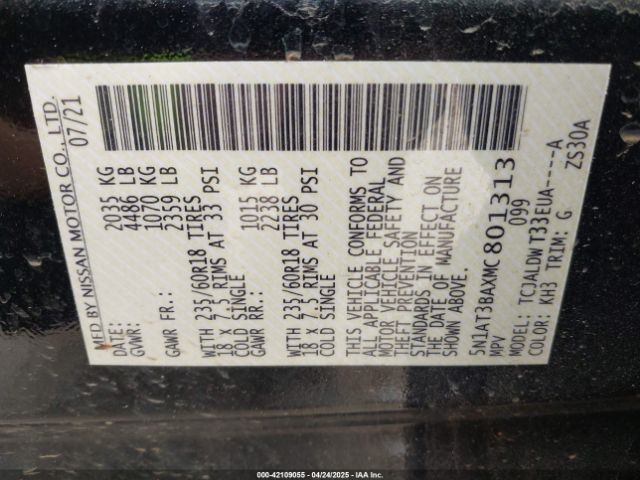 MFD BY NISSAN MOTOR CO., LTD.
07/21
DATE: 2035 KG
GVWR: 4486 LB
1070 KG
GAWR FR.: 2359 LB
WITH 235/60R18 TIRES
18 X 7.5 RIMS AT 33 PSI
COLD SINGLE 1015 KG
GAWR RR.: 2238 LB
WITH 235/60R18 TIRES
18 X 7.5 RIMS AT 30 PSI
COLD SINGLE
THIS VEHICLE CONFORMS TO
ALL APPLICABLE FEDERAL
MOTOR VEHICLE SAFETY AND
THEFT PREVENTION
STANDARDS IN EFFECT ON
THE DATE OF MANUFACTURE
SHOWN ABOVE.
5N1AT3BAXMC 801313
MPV 099
MODEL: TCJALDW T33EUA----A
COLOR: KH3 TRIM: G ZS30A
000-42109055 - 04/24/2025 - IAA Inc.